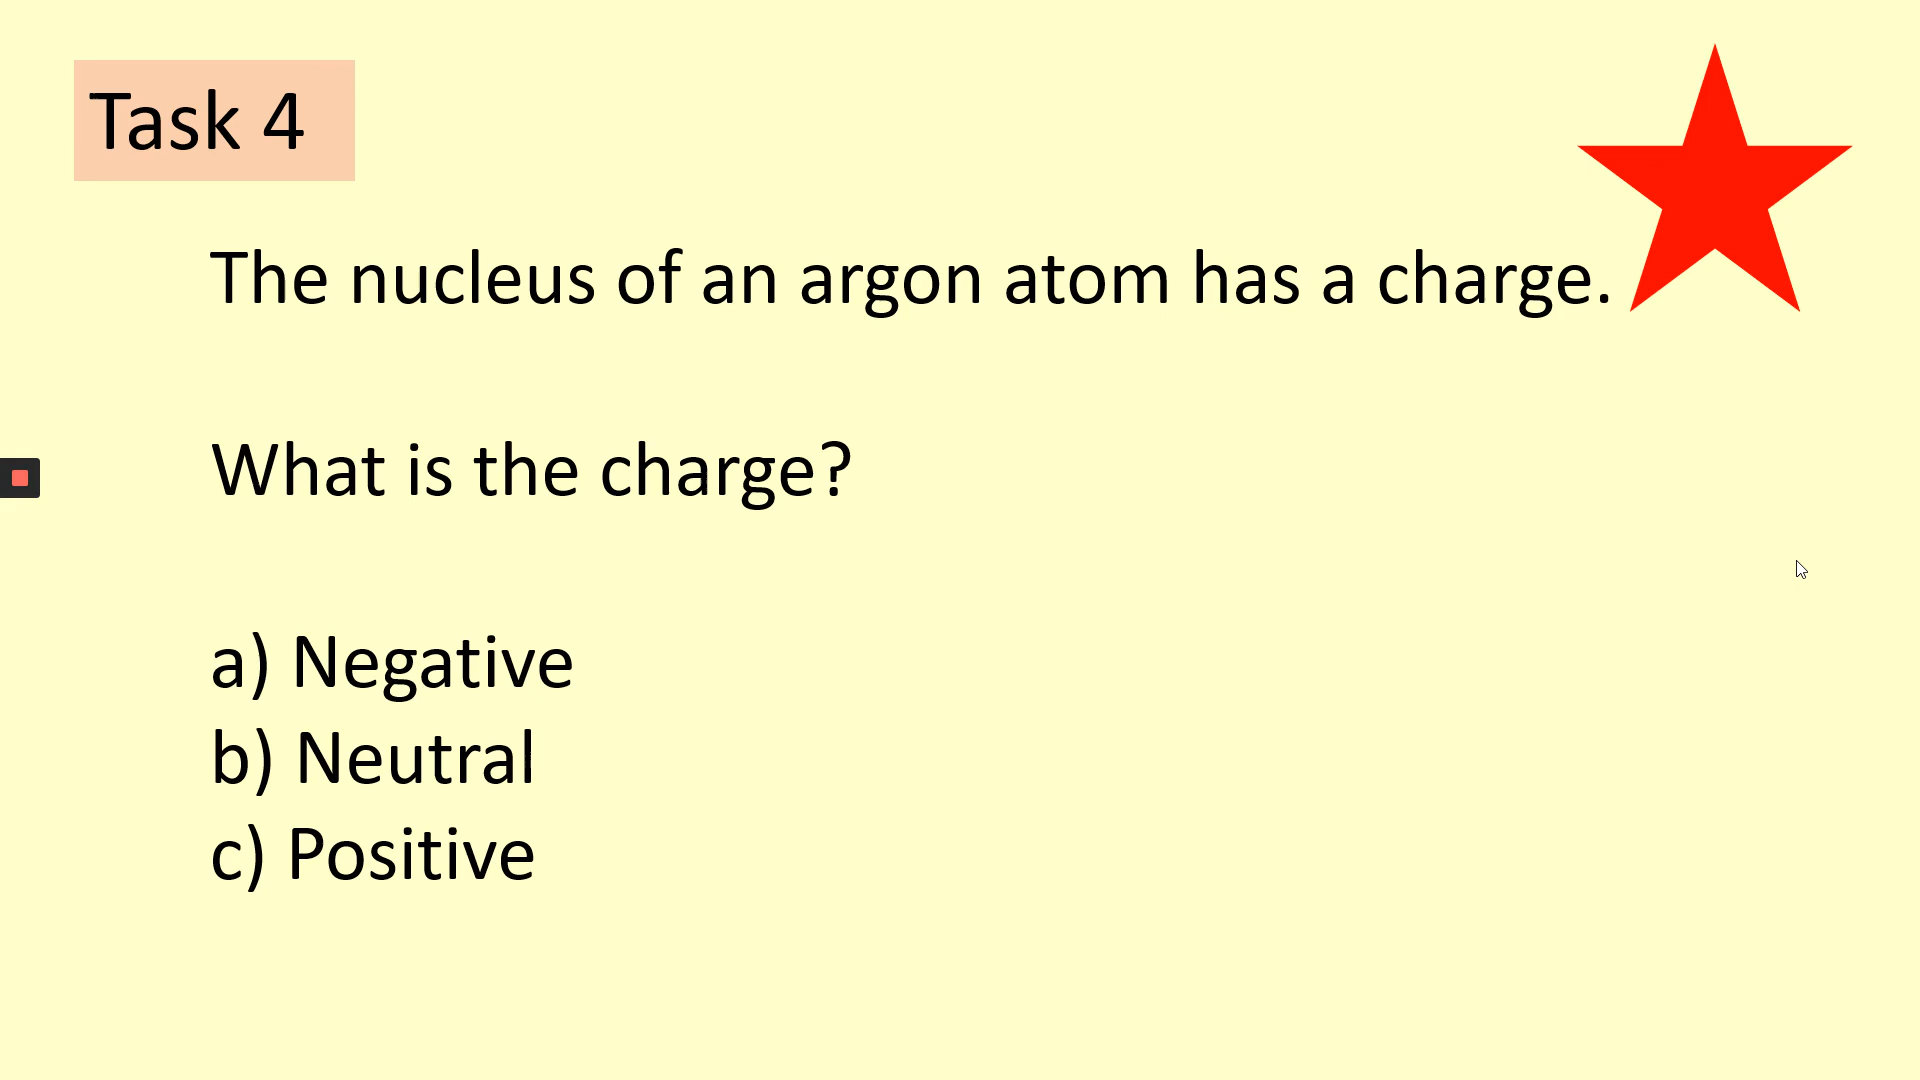 Task 4
The nucleus of an argon atom has a charge.
What is the charge?
a) Negative
b) Neutral
c) Positive